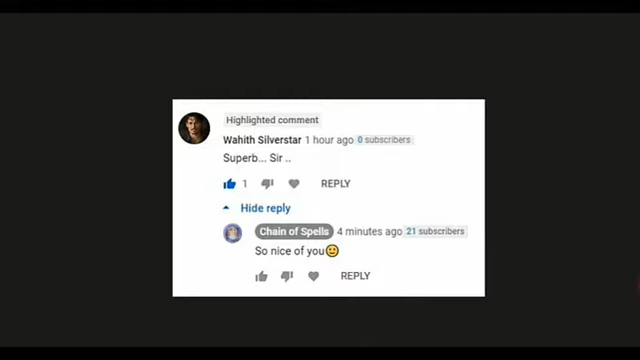 Highlighted comment
Wahith Silverstar 1 hour ago 0 subscribers
Superb... Sir ..
1 REPLY
Hide reply
Chain of Spells 4 minutes ago 21 subscribers
So nice of you🙂
REPLY